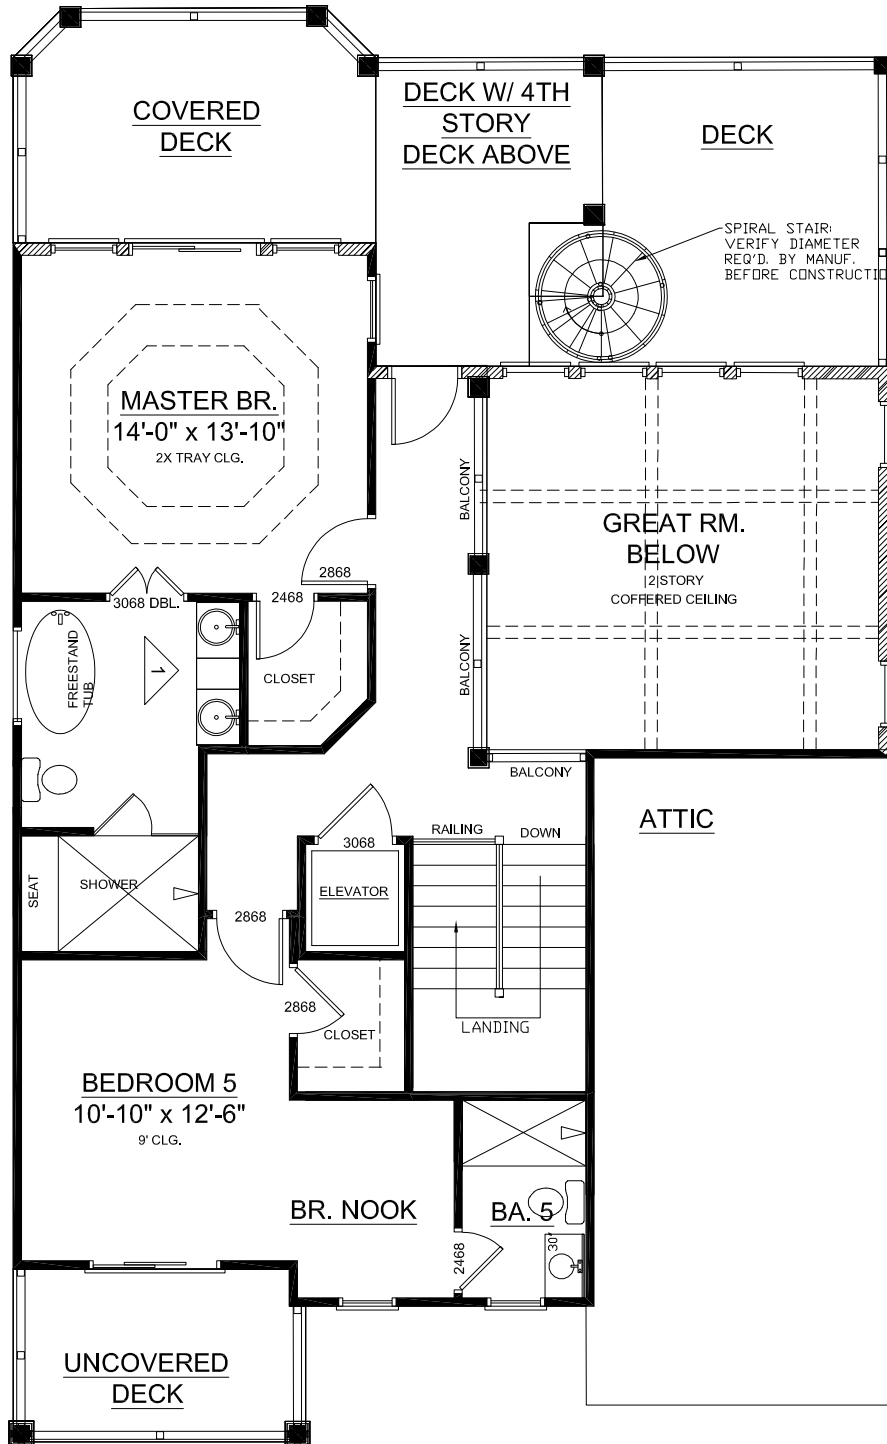 COVERED
DECK
DECK W/ 4TH
STORY
DECK ABOVE
DECK
SPIRAL STAIR:
VERIFY DIAMETER
REQ'D. BY MANUF.
BEFORE CONSTRUCTIO
MASTER BR.
14'-0" x 13'-10"
2X TRAY CLG.
BALCONY
GREAT RM.
BELOW
2 STORY
COFFERED CEILING
2868
2468
3068 DBL.
FREESTAND
TUB
1
CLOSET
BALCONY
BALCONY
ATTIC
RAILING
DOWN
3068
ELEVATOR
SEAT
SHOWER
2868
2868
CLOSET
LANDING
BEDROOM 5
10'-10" x 12'-6"
9' CLG.
BR. NOOK
BA. 5
30"
2468
UNCOVERED
DECK